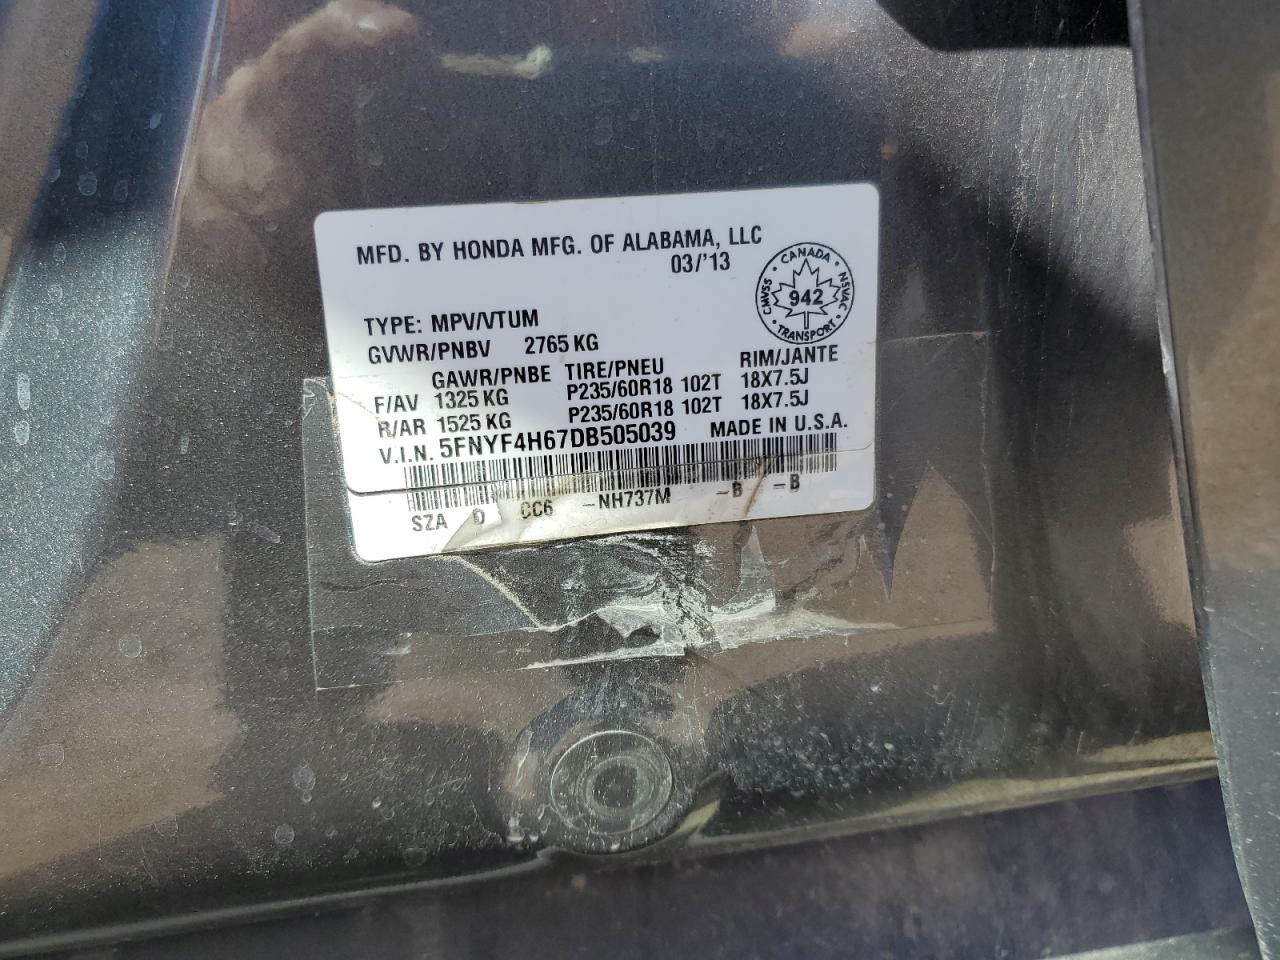 MFD. BY HONDA MFG. OF ALABAMA, LLC
03/'13
CANADA
CMVSS 942 NSVAC
TRANSPORT
TYPE: MPV/VTUM
GVWR/PNBV 2765 KG
GAWR/PNBE TIRE/PNEU RIM/JANTE
F/AV 1325 KG P235/60R18 102T 18X7.5J
R/AR 1525 KG P235/60R18 102T 18X7.5J
V.I.N. 5FNYF4H67DB505039 MADE IN U.S.A.
SZA D CC6 -NH737M -B -B